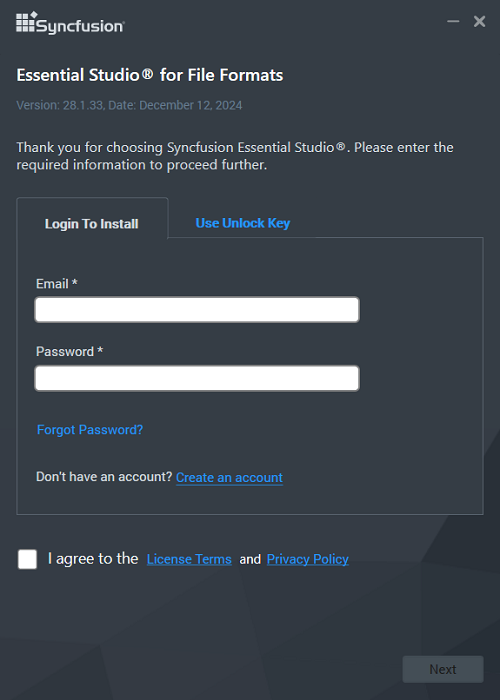 Syncfusion®
Essential Studio® for File Formats
Version: 28.1.33, Date: December 12, 2024
Thank you for choosing Syncfusion Essential Studio®. Please enter the
required information to proceed further.
Login To Install
Use Unlock Key
Email *
Password *
Forgot Password?
Don't have an account? Create an account
I agree to the License Terms and Privacy Policy
Next